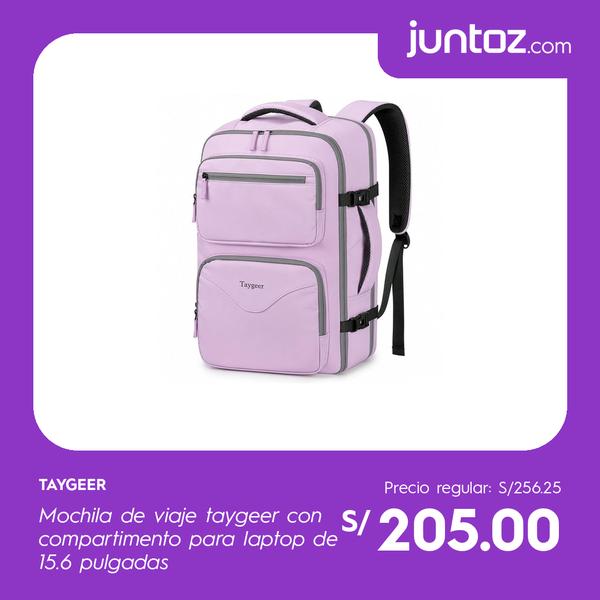 juntoz.com
Taygeer
TAYGEER
Mochila de viaje taygeer con
compartimento para laptop de
15.6 pulgadas
Precio regular: S/256.25
S/ 205.00